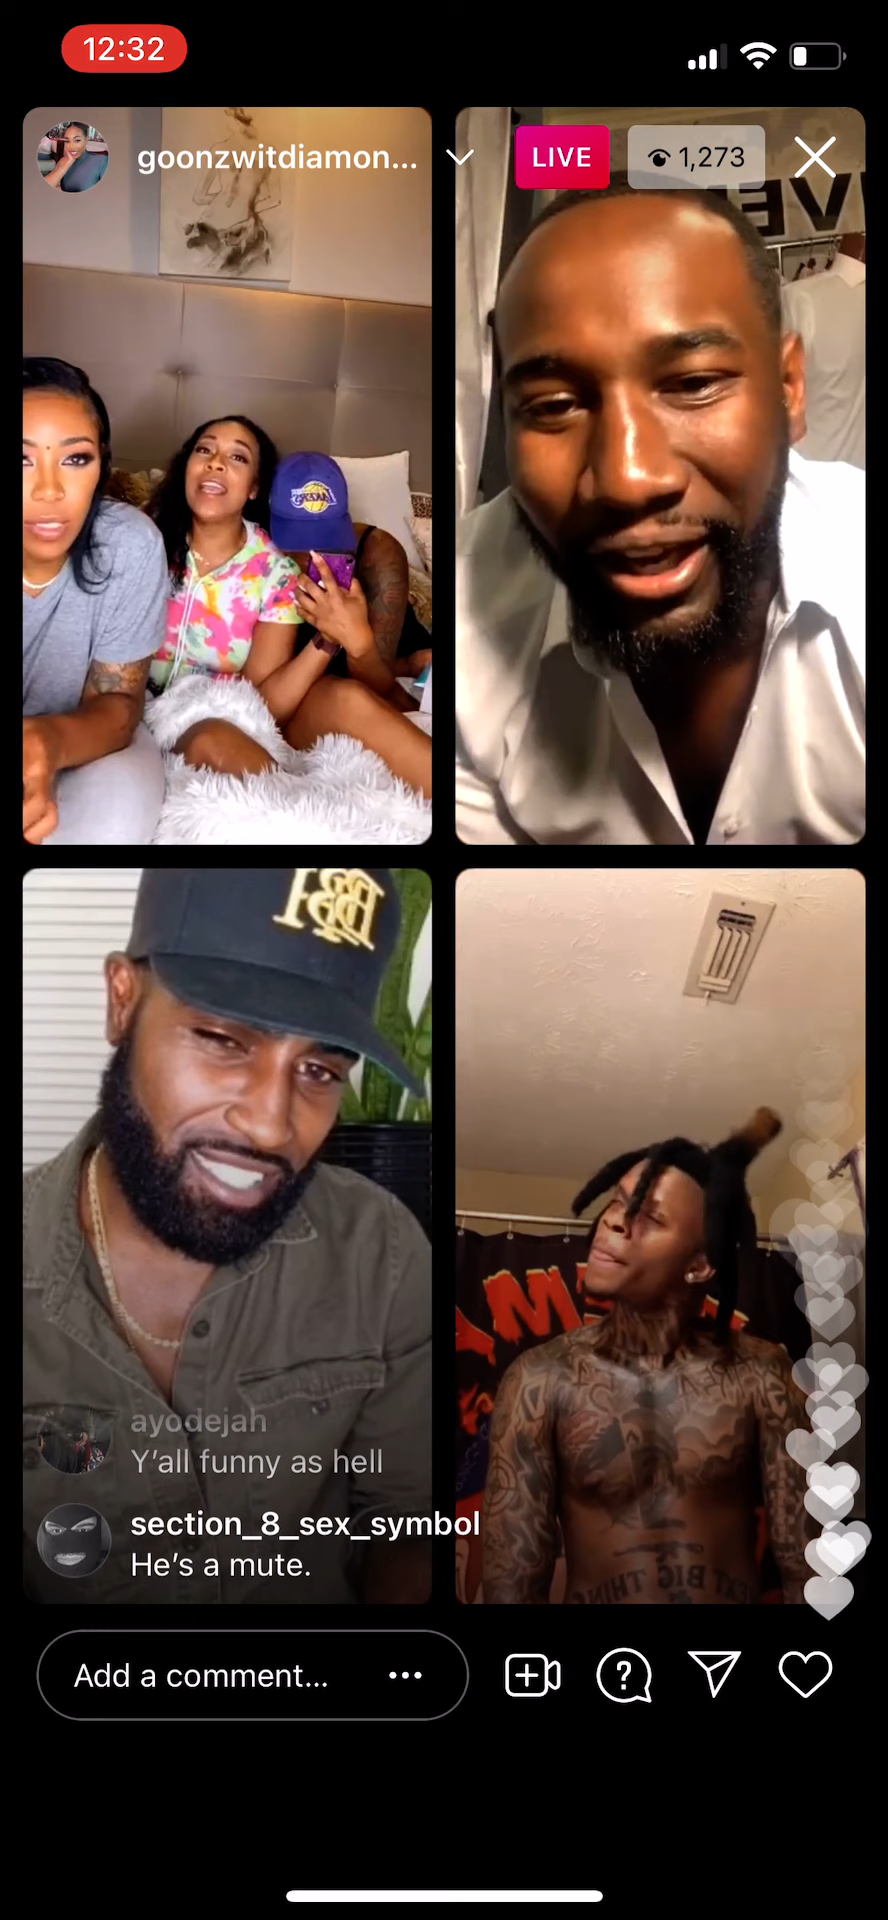 12:32
goonzwitdiamon...
LIVE
1,273
ayodejah
Y'all funny as hell
section_8_sex_symbol
He's a mute.
Add a comment...